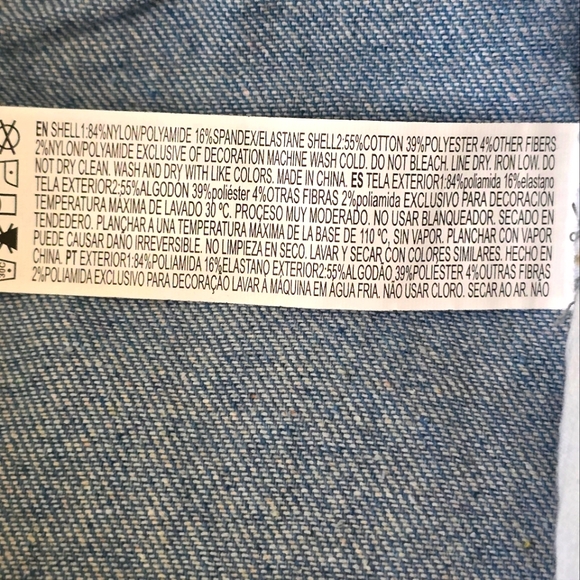 EN SHELL1:84%NYLON/POLYAMIDE 16%SPANDEX/ELASTANE SHELL2:55%COTTON 39%POLYESTER 4%OTHER FIBERS
2%NYLON/POLYAMIDE EXCLUSIVE OF DECORATION MACHINE WASH COLD. DO NOT BLEACH. LINE DRY. IRON LOW. DO
NOT DRY CLEAN. WASH AND DRY WITH LIKE COLORS. MADE IN CHINA. ES TELA EXTERIOR1:84%poliamida 16%elastano
TELA EXTERIOR2:55%ALGODÓN 39%poliéster 4%OTRAS FIBRAS 2%poliamida EXCLUSIVO PARA DECORACIÓN
TEMPERATURA MÁXIMA DE LAVADO 30 ºC. PROCESO MUY MODERADO. NO USAR BLANQUEADOR. SECADO EN
TENDEDERO. PLANCHAR A UNA TEMPERATURA MÁXIMA DE LA BASE DE 110 ºC, SIN VAPOR. PLANCHAR CON VAPOR
PUEDE CAUSAR DAÑO IRREVERSIBLE. NO LIMPIEZA EN SECO. LAVAR Y SECAR CON COLORES SIMILARES. HECHO EN
CHINA. PT EXTERIOR1:84%POLIAMIDA 16%ELASTANO EXTERIOR2:55%ALGODÃO 39%POLIÉSTER 4%OUTRAS FIBRAS
2%POLIAMIDA EXCLUSIVO PARA DECORAÇÃO LAVAR À MÁQUINA EM ÁGUA FRIA. NÃO USAR CLORO. SECAR AO AR. NÃO